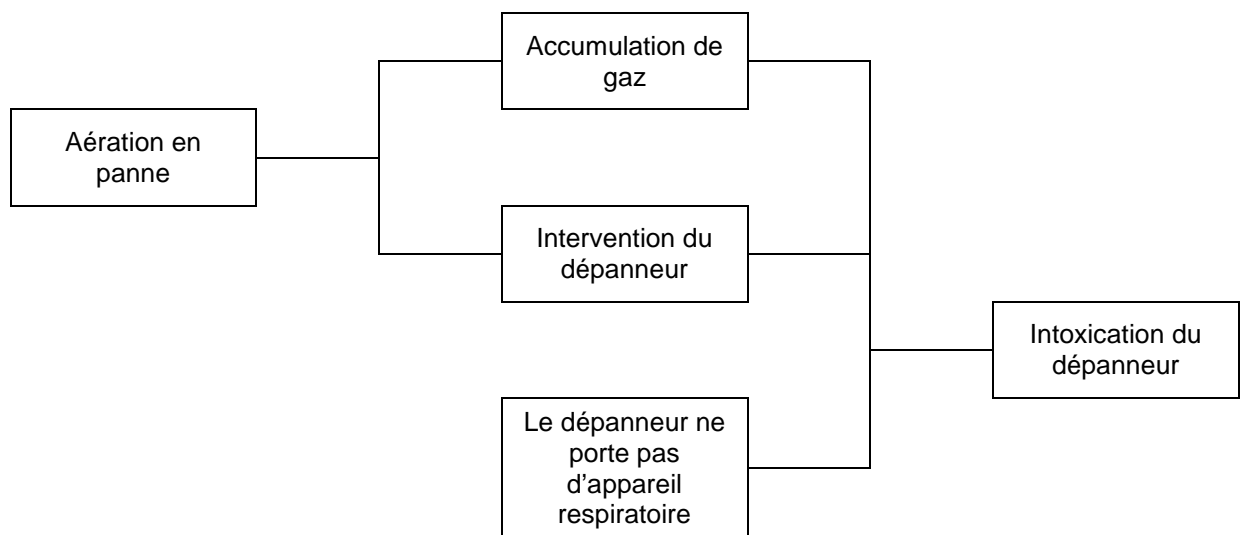 Accumulation de
gaz
Aération en
panne
Intervention du
dépanneur
Intoxication du
dépanneur
Le dépanneur ne
porte pas
d'appareil
respiratoire